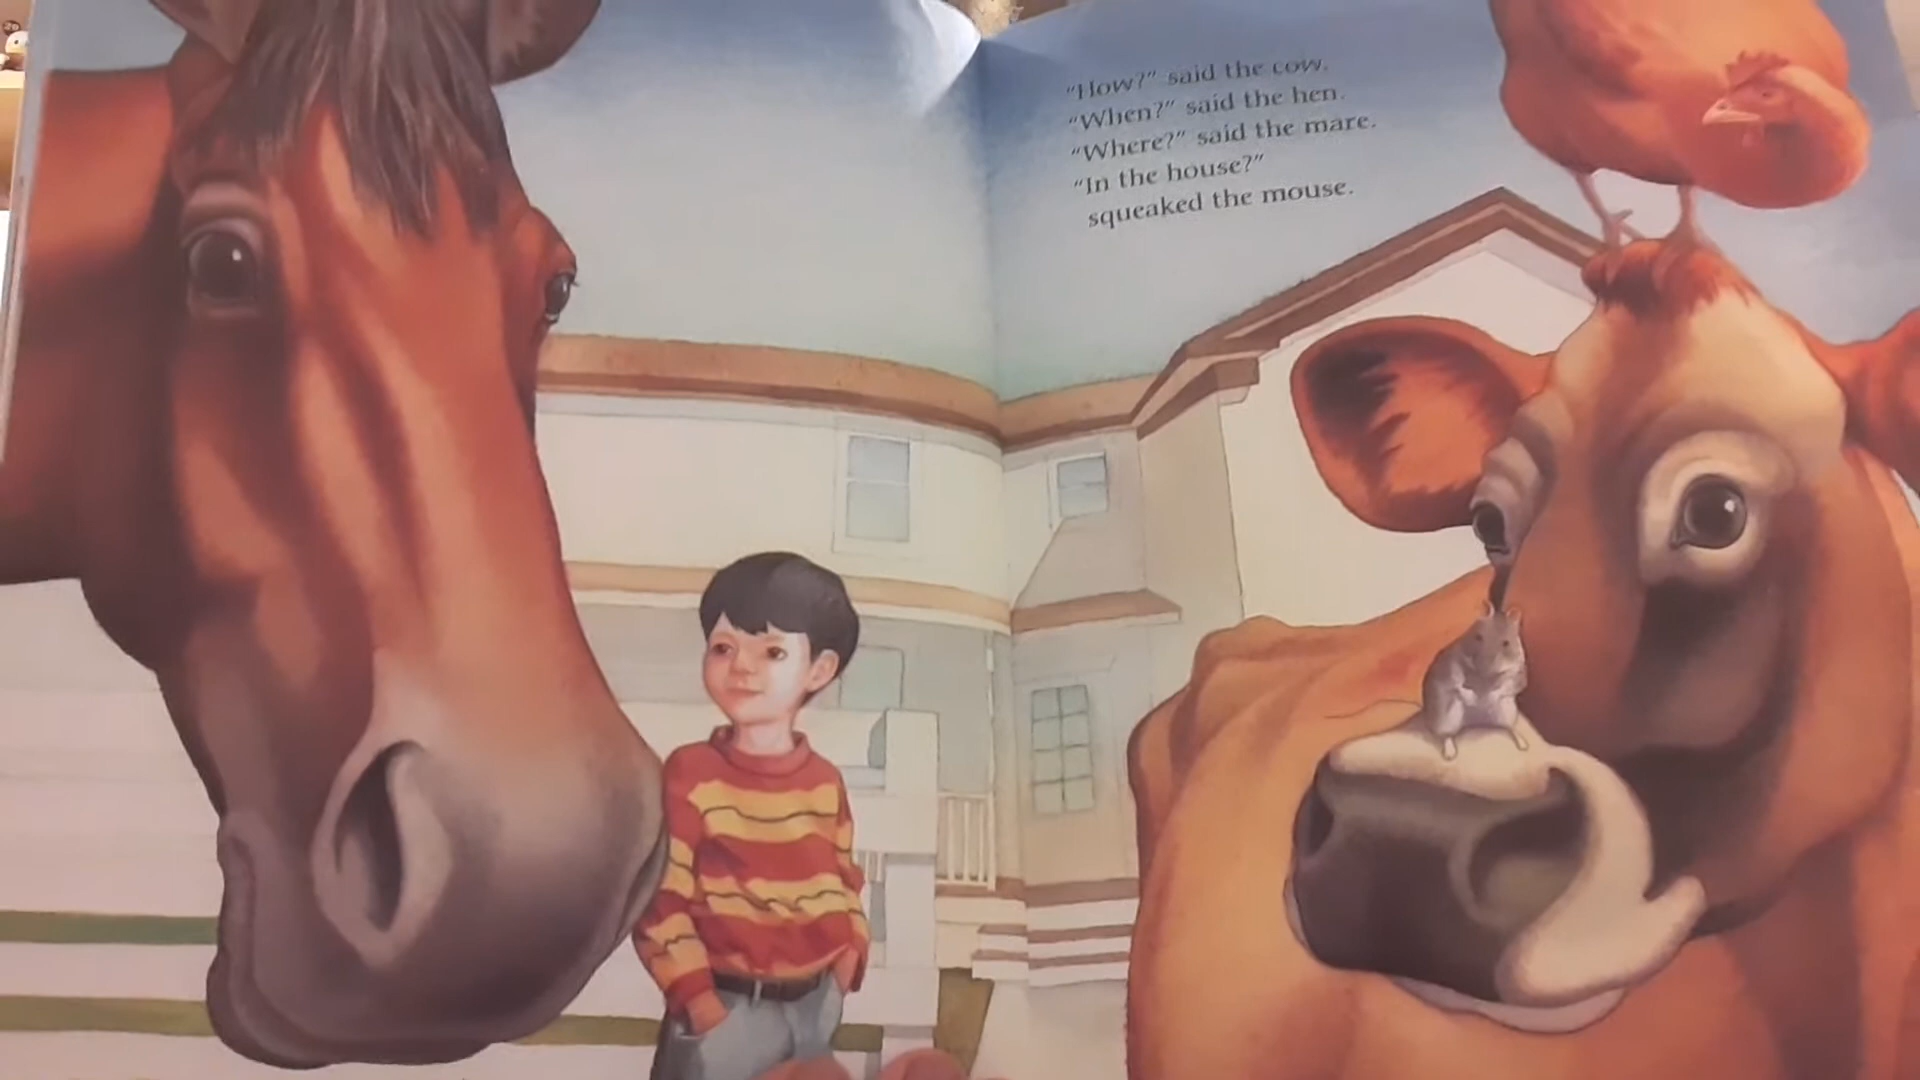 “How?” said the cow.
“When?” said the hen.
“Where?” said the mare.
“In the house?”
squeaked the mouse.